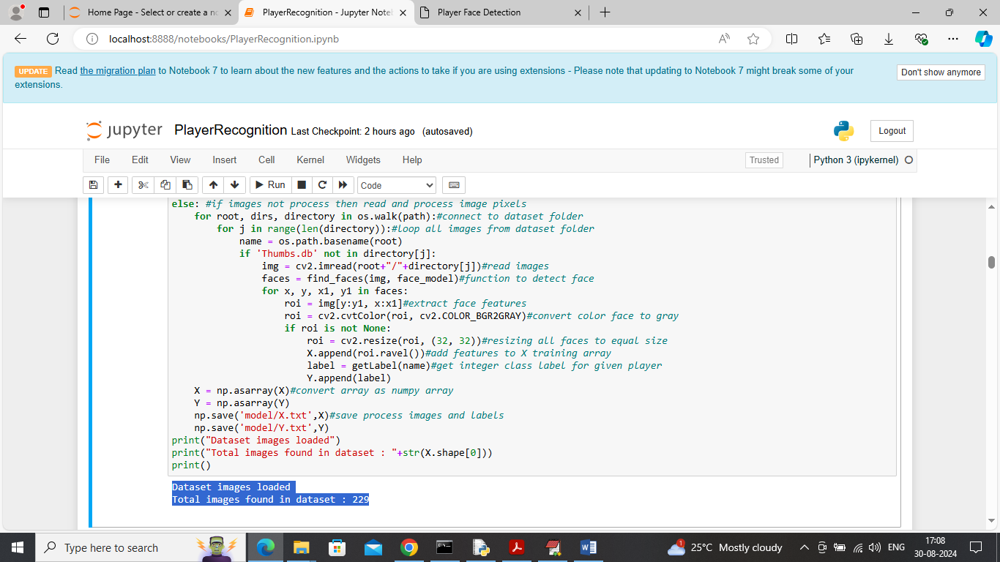 Home Page - Select or create a no
PlayerRecognition - Jupyter Note
Player Face Detection
localhost:8888/notebooks/PlayerRecognition.ipynb
UPDATE Read the migration plan to Notebook 7 to learn about the new features and the actions to take if you are using extensions - Please note that updating to Notebook 7 might break some of your
extensions.
Don't show anymore
jupyter PlayerRecognition Last Checkpoint: 2 hours ago (autosaved)
Logout
File Edit View Insert Cell Kernel Widgets Help
Trusted
Python 3 (ipykernel)
Run
Code
else: #if images not process then read and process image pixels
for root, dirs, directory in os.walk(path):#connect to dataset folder
for j in range(len(directory)):#loop all images from dataset folder
name = os.path.basename(root)
if 'Thumbs.db' not in directory[j]:
img = cv2.imread(root+"/"+directory[j])#read images
faces = find_faces(img, face_model)#function to detect face
for x, y, x1, y1 in faces:
roi = img[y:y1, x:x1]#extract face features
roi = cv2.cvtColor(roi, cv2.COLOR_BGR2GRAY)#convert color face to gray
if roi is not None:
roi = cv2.resize(roi, (32, 32))#resizing all faces to equal size
X.append(roi.ravel())#add features to X training array
label = getLabel(name)#get integer class label for given player
Y.append(label)
X = np.asarray(X)#convert array as numpy array
Y = np.asarray(Y)
np.save('model/X.txt',X)#save process images and labels
np.save('model/Y.txt',Y)
print("Dataset images loaded")
print("Total images found in dataset : "+str(X.shape[0]))
print()
Dataset images loaded
Total images found in dataset : 229
Type here to search
1
25°C Mostly cloudy
ENG
17:08
30-08-2024